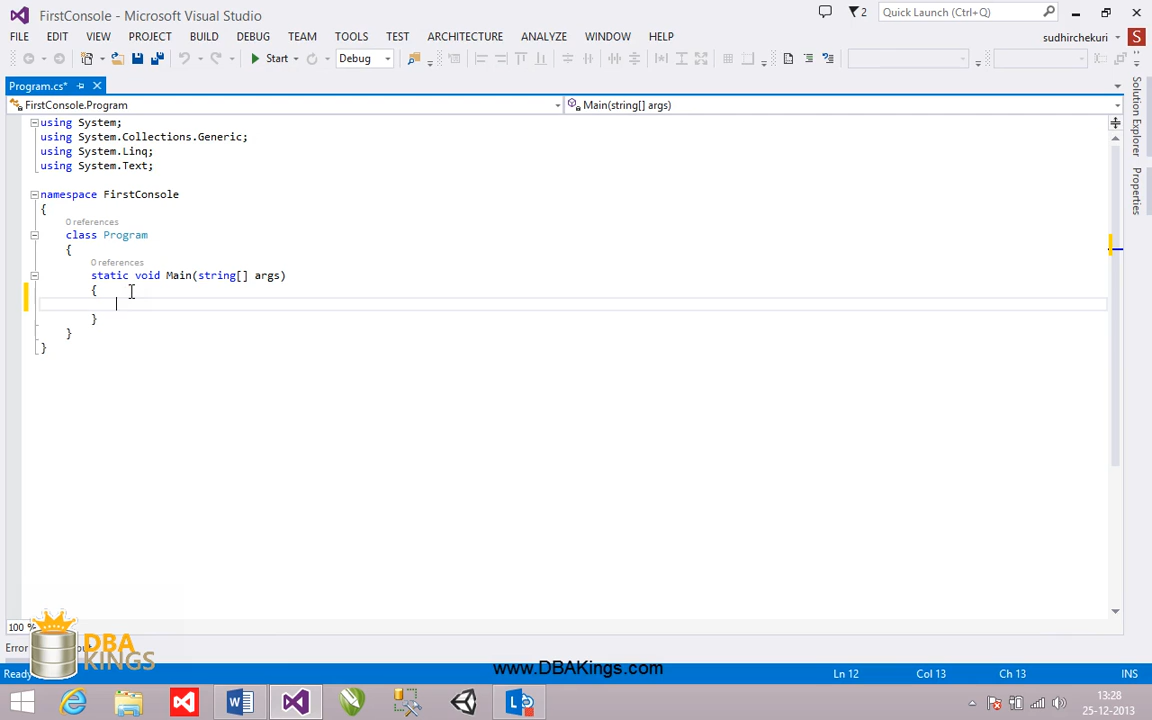 FirstConsole - Microsoft Visual Studio
2
Quick Launch (Ctrl+Q)
FILE EDIT VIEW PROJECT BUILD DEBUG TEAM TOOLS TEST ARCHITECTURE ANALYZE WINDOW HELP
sudhirchekuri
S
Start
Debug
Program.cs*
FirstConsole.Program
Main(string[] args)
using System;
using System.Collections.Generic;
using System.Linq;
using System.Text;
namespace FirstConsole
{
0 references
class Program
{
0 references
static void Main(string[] args)
{
}
}
}
Solution Explorer
Properties
100 %
DBA
KINGS
www.DBAKings.com
Ln 12
Col 13
Ch 13
INS
13:28
25-12-2013